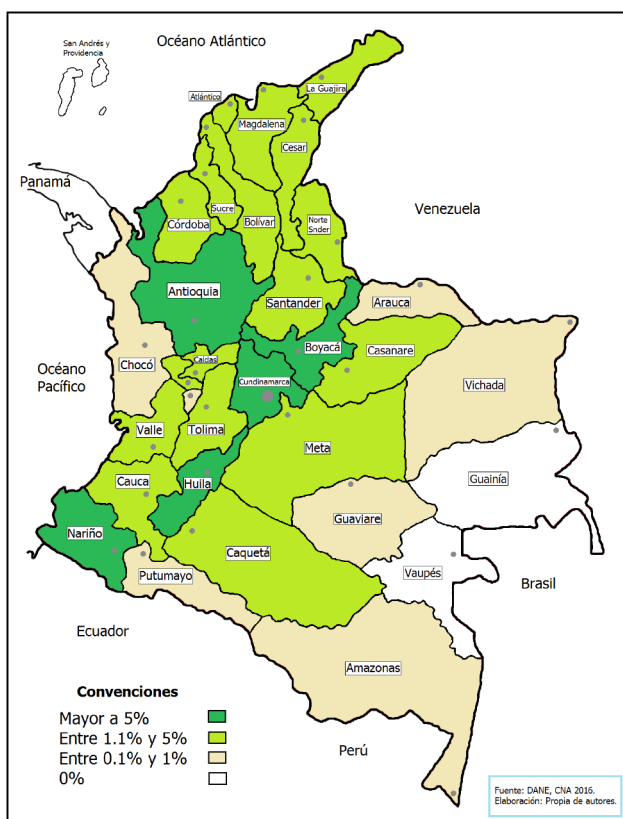 San Andrés y
Providencia
Océano Atlántico
La Guajira
Atlántico
Magdalena
Cesar
Panamá
Venezuela
Sucre
Córdoba
Bolívar
Norte
Snder
Antioquia
Santander
Arauca
Boyacá
Océano
Pacífico
Chocó
Caldas
Casanare
Cundinamarca
Vichada
Valle
Tolima
Meta
Cauca
Huila
Guainía
Guaviare
Nariño
Caquetá
Putumayo
Vaupés
Brasil
Ecuador
Amazonas
Convenciones
Mayor a 5%
Entre 1.1% y 5%
Entre 0.1% y 1%
0%
Perú
Fuente: DANE, CNA 2016.
Elaboración: Propia de autores.